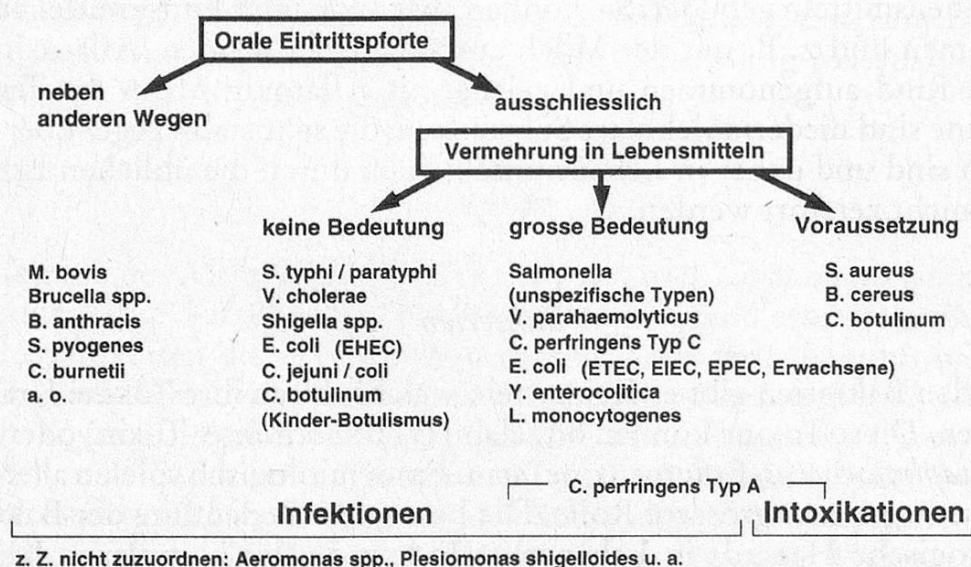 Orale Eintrittspforte
neben
anderen Wegen
ausschliesslich
Vermehrung in Lebensmitteln
keine Bedeutung
grosse Bedeutung
Voraussetzung
M. bovis
Brucella spp.
B. anthracis
S. pyogenes
C. burnetii
a. o.
S. typhi / paratyphi
V. cholerae
Shigella spp.
E. coli (EHEC)
C. jejuni / coli
C. botulinum
(Kinder-Botulismus)
Salmonella
(unspezifische Typen)
V. parahaemolyticus
C. perfringens Typ C
E. coli (ETEC, EIEC, EPEC, Erwachsene)
Y. enterocolitica
L. monocytogenes
S. aureus
B. cereus
C. botulinum
C. perfringens Typ A
Infektionen
Intoxikationen
z. Z. nicht zuzuordnen: Aeromonas spp., Plesiomonas shigelloides u. a.